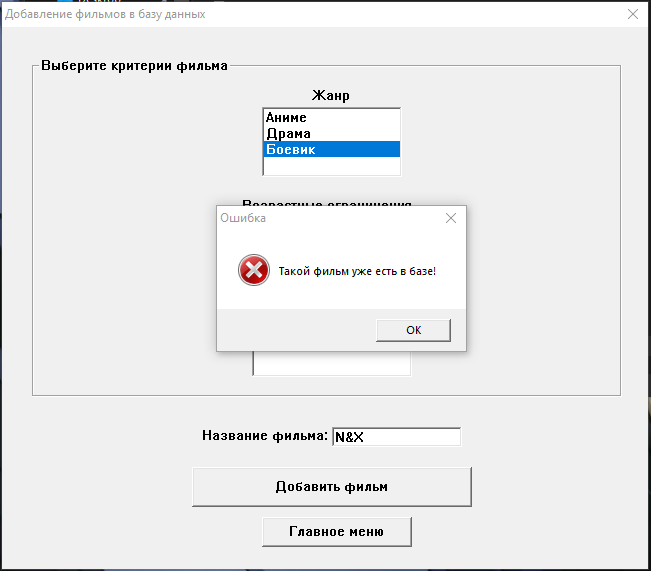 Добавление фильмов в базу данных
Выберите критерии фильма
Жанр
Аниме
Драма
Боевик
Возрастные ограничения
Ошибка
Такой фильм уже есть в базе!
OK
Название фильма: N&X
Добавить фильм
Главное меню